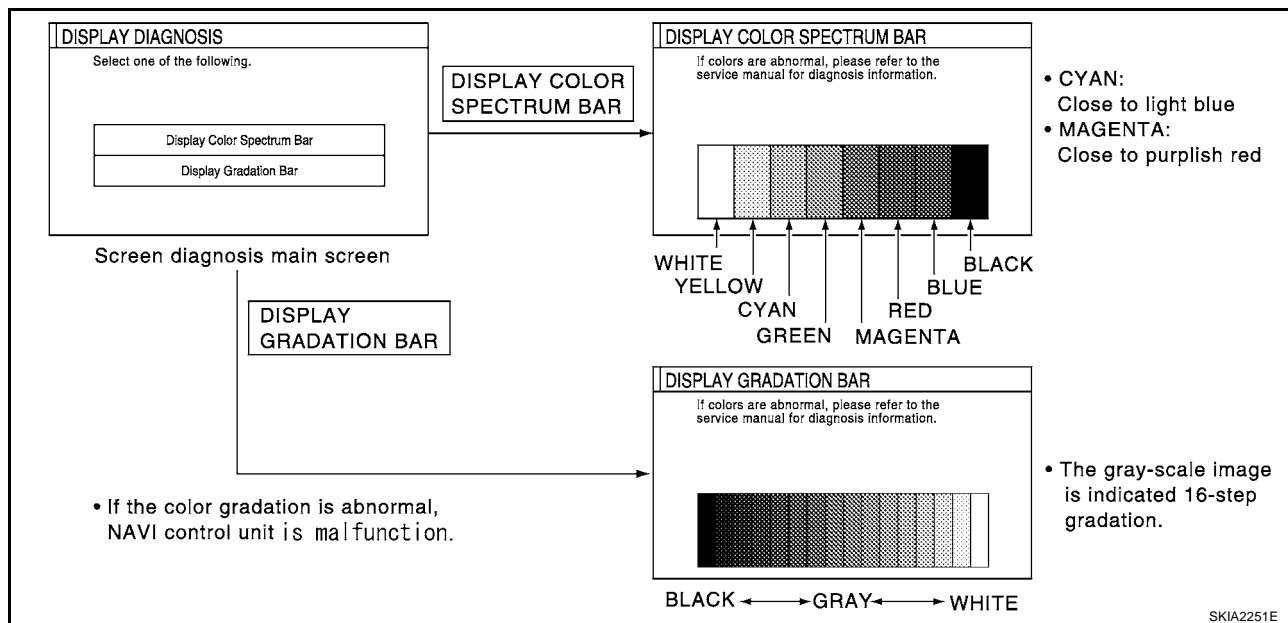 DISPLAY DIAGNOSIS
Select one of the following.
Display Color Spectrum Bar
Display Gradation Bar
Screen diagnosis main screen
DISPLAY COLOR
SPECTRUM BAR
DISPLAY COLOR SPECTRUM BAR
If colors are abnormal, please refer to the
service manual for diagnosis information.
WHITE
YELLOW
CYAN
GREEN
MAGENTA
RED
BLUE
BLACK
• CYAN:
Close to light blue
• MAGENTA:
Close to purplish red
DISPLAY
GRADATION BAR
• If the color gradation is abnormal,
NAVI control unit is malfunction.
DISPLAY GRADATION BAR
If colors are abnormal, please refer to the
service manual for diagnosis information.
BLACK GRAY WHITE
• The gray-scale image
is indicated 16-step
gradation.
SKIA2251E